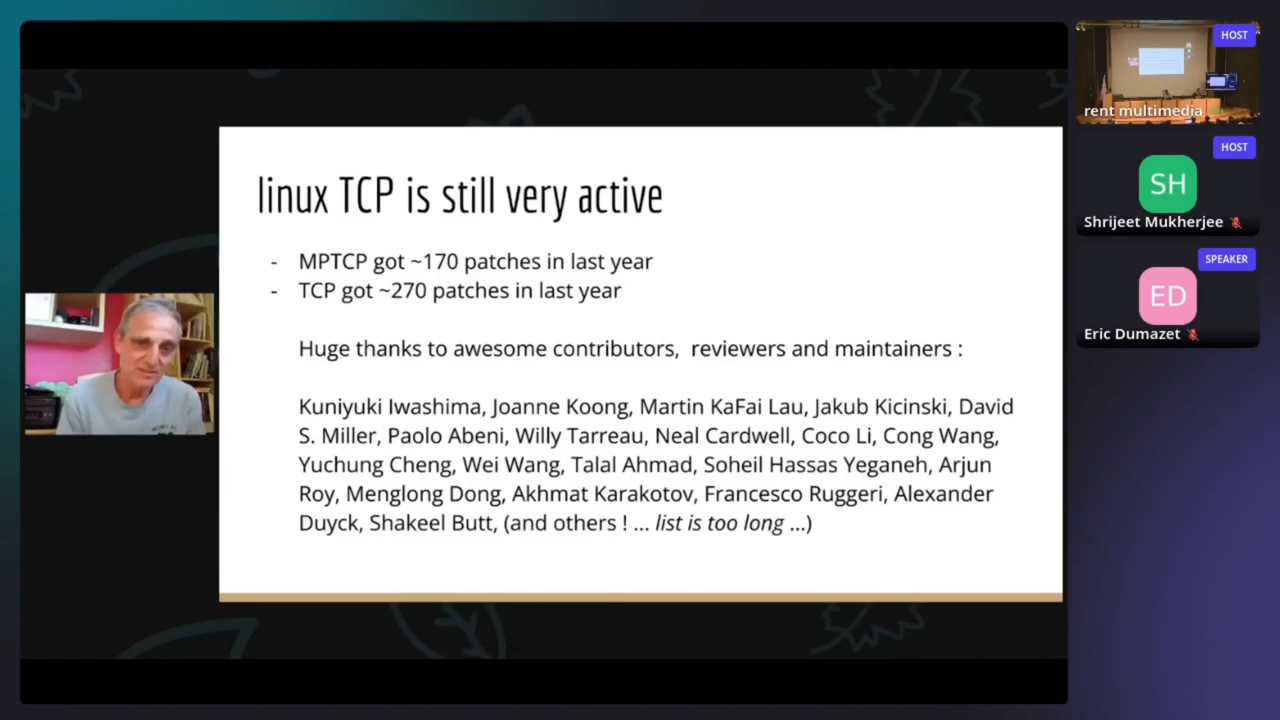 linux TCP is still very active
- MPTCP got ~170 patches in last year
- TCP got ~270 patches in last year
Huge thanks to awesome contributors, reviewers and maintainers :
Kuniyuki Iwashima, Joanne Koong, Martin KaFai Lau, Jakub Kicinski, David
S. Miller, Paolo Abeni, Willy Tarreau, Neal Cardwell, Coco Li, Cong Wang,
Yuchung Cheng, Wei Wang, Talal Ahmad, Soheil Hassas Yeganeh, Arjun
Roy, Menglong Dong, Akhmat Karakotov, Francesco Ruggeri, Alexander
Duyck, Shakeel Butt, (and others ! ... list is too long ...)
HOST
rent multimedia
HOST
SH
Shrijeet Mukherjee
SPEAKER
ED
Eric Dumazet